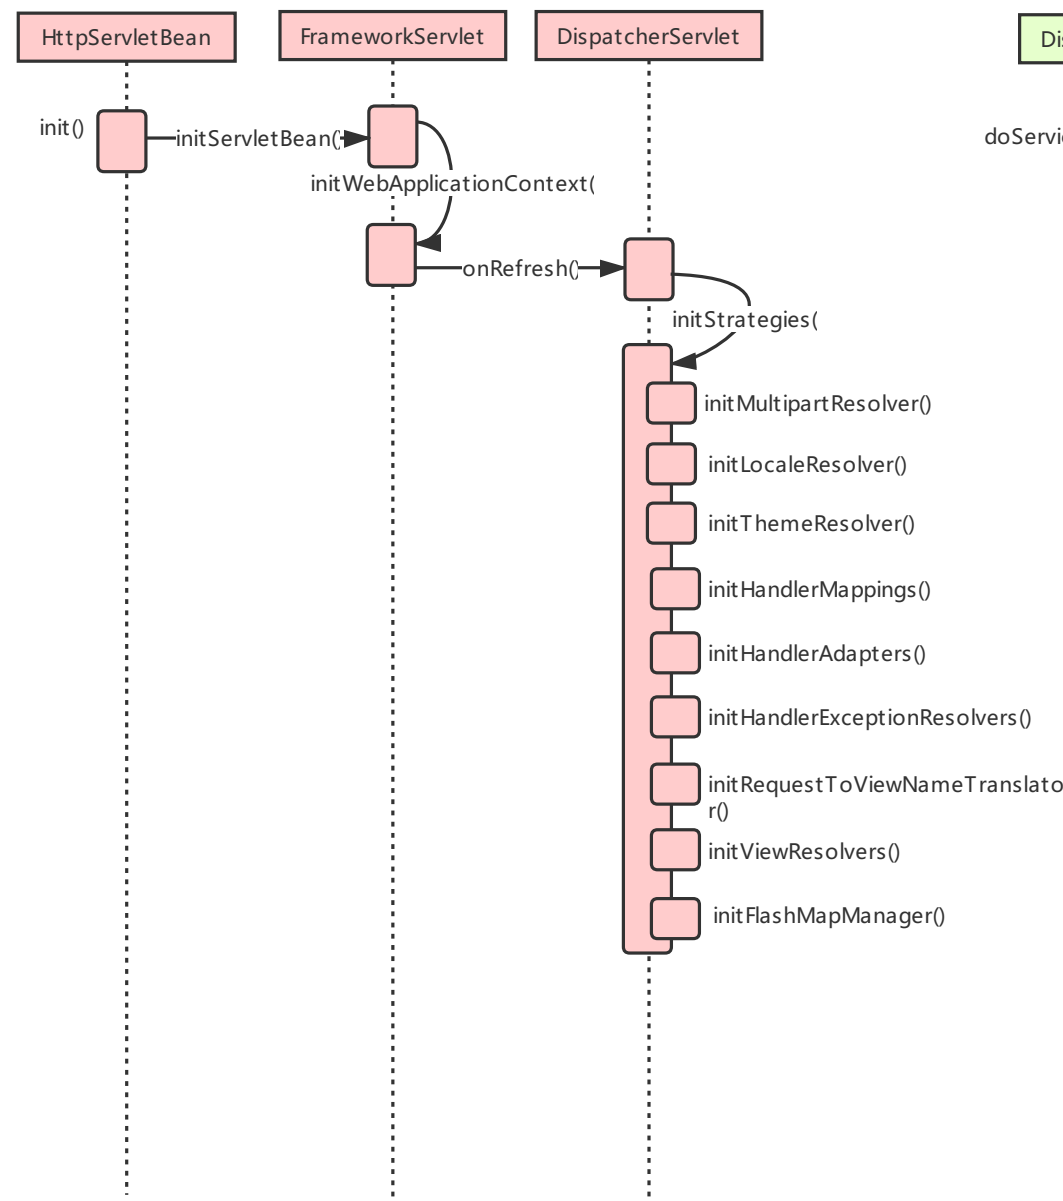 HttpServletBean
FrameworkServlet
DispatcherServlet
init()
initServletBean(
initWebApplicationContext(
onRefresh()
initStrategies(
initMultipartResolver()
initLocaleResolver()
initThemeResolver()
initHandlerMappings()
initHandlerAdapters()
initHandlerExceptionResolvers()
initRequestToViewNameTranslato
r()
initViewResolvers()
initFlashMapManager()